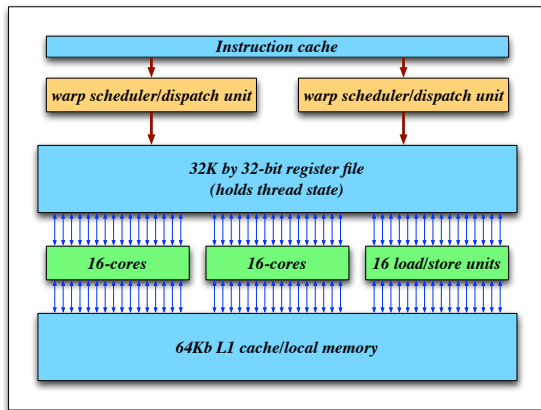 Instruction cache
warp scheduler/dispatch unit
warp scheduler/dispatch unit
32K by 32-bit register file
(holds thread state)
16-cores
16-cores
16 load/store units
64Kb L1 cache/local memory